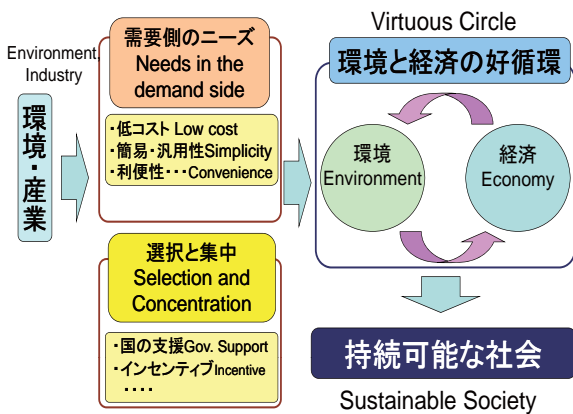 Environment,
Industry
環境・産業
需要側のニーズ
Needs in the
demand side
・低コスト Low cost
・簡易・汎用性Simplicity
・利便性・・・Convenience
選択と集中
Selection and
Concentration
・国の支援Gov. Support
・インセンティブIncentive
・・・・
Virtuous Circle
環境と経済の好循環
環境
Environment
経済
Economy
持続可能な社会
Sustainable Society